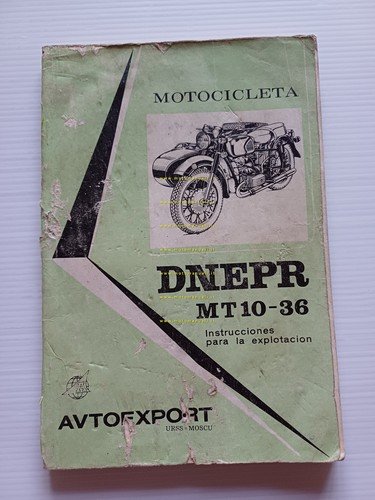 MOTOCICLETA
DNEPR
MT10-36
Instrucciones
para la explotacion
AVTOEXPORT
URSS - MOSCU